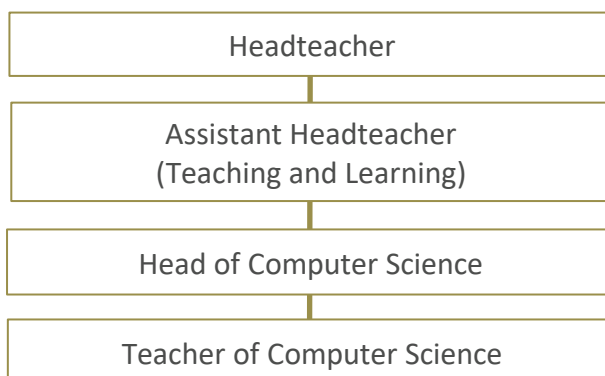 Headteacher
Assistant Headteacher
(Teaching and Learning)
Head of Computer Science
Teacher of Computer Science